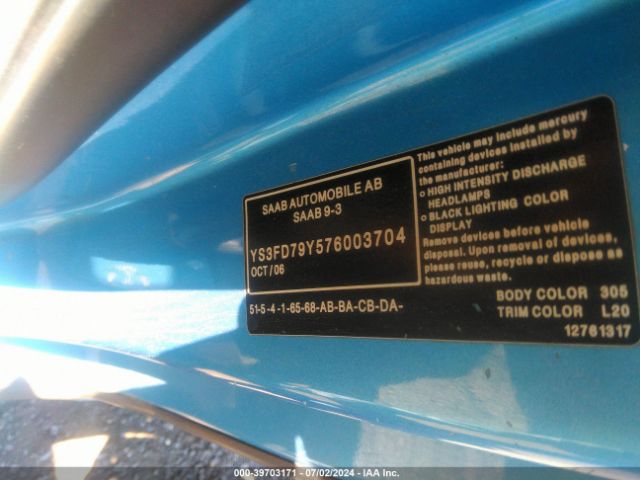 SAAB AUTOMOBILE AB
SAAB 9-3
YS3FD79Y576003704
OCT/06
51-5-4-1-65-68-AB-BA-CB-DA-
This vehicle may include mercury
containing devices installed by
the manufacturer:
○ HIGH INTENSITY DISCHARGE
HEADLAMPS
○ BLACK LIGHTING COLOR
DISPLAY
Remove devices before vehicle
disposal. Upon removal of devices,
please reuse, recycle or dispose as
hazardous waste.
BODY COLOR 305
TRIM COLOR L20
12761317
000-39703171 - 07/02/2024 - IAA Inc.